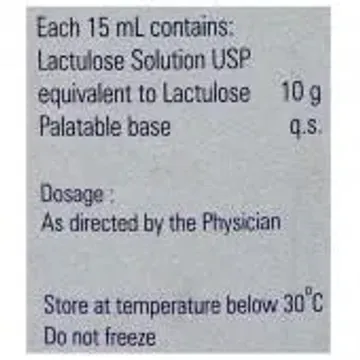 Each 15 mL contains:
Lactulose Solution USP
equivalent to Lactulose 10 g
Palatable base q.s.
Dosage :
As directed by the Physician
Store at temperature below 30°C
Do not freeze